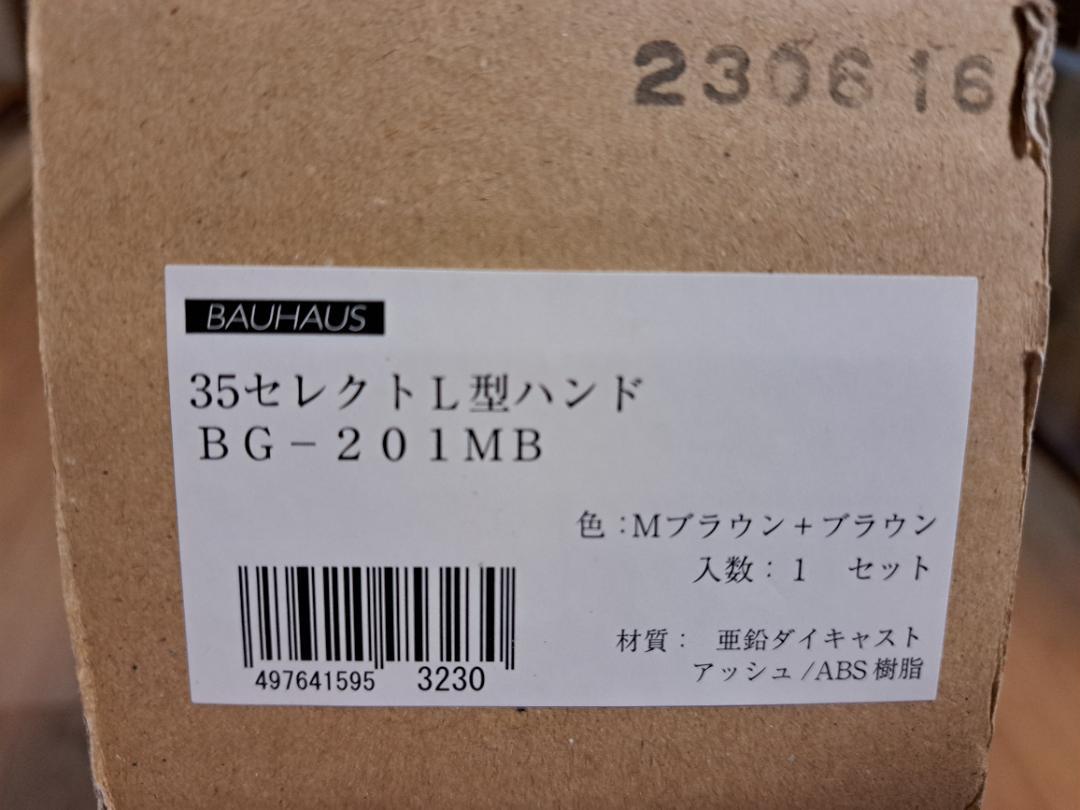 230616
BAUHAUS
35セレクトL型ハンド
BG-201MB
色:Mブラウン+ブラウン
入数:1 セット
材質: 亜鉛ダイキャスト
アッシュ/ABS樹脂
497641595 3230